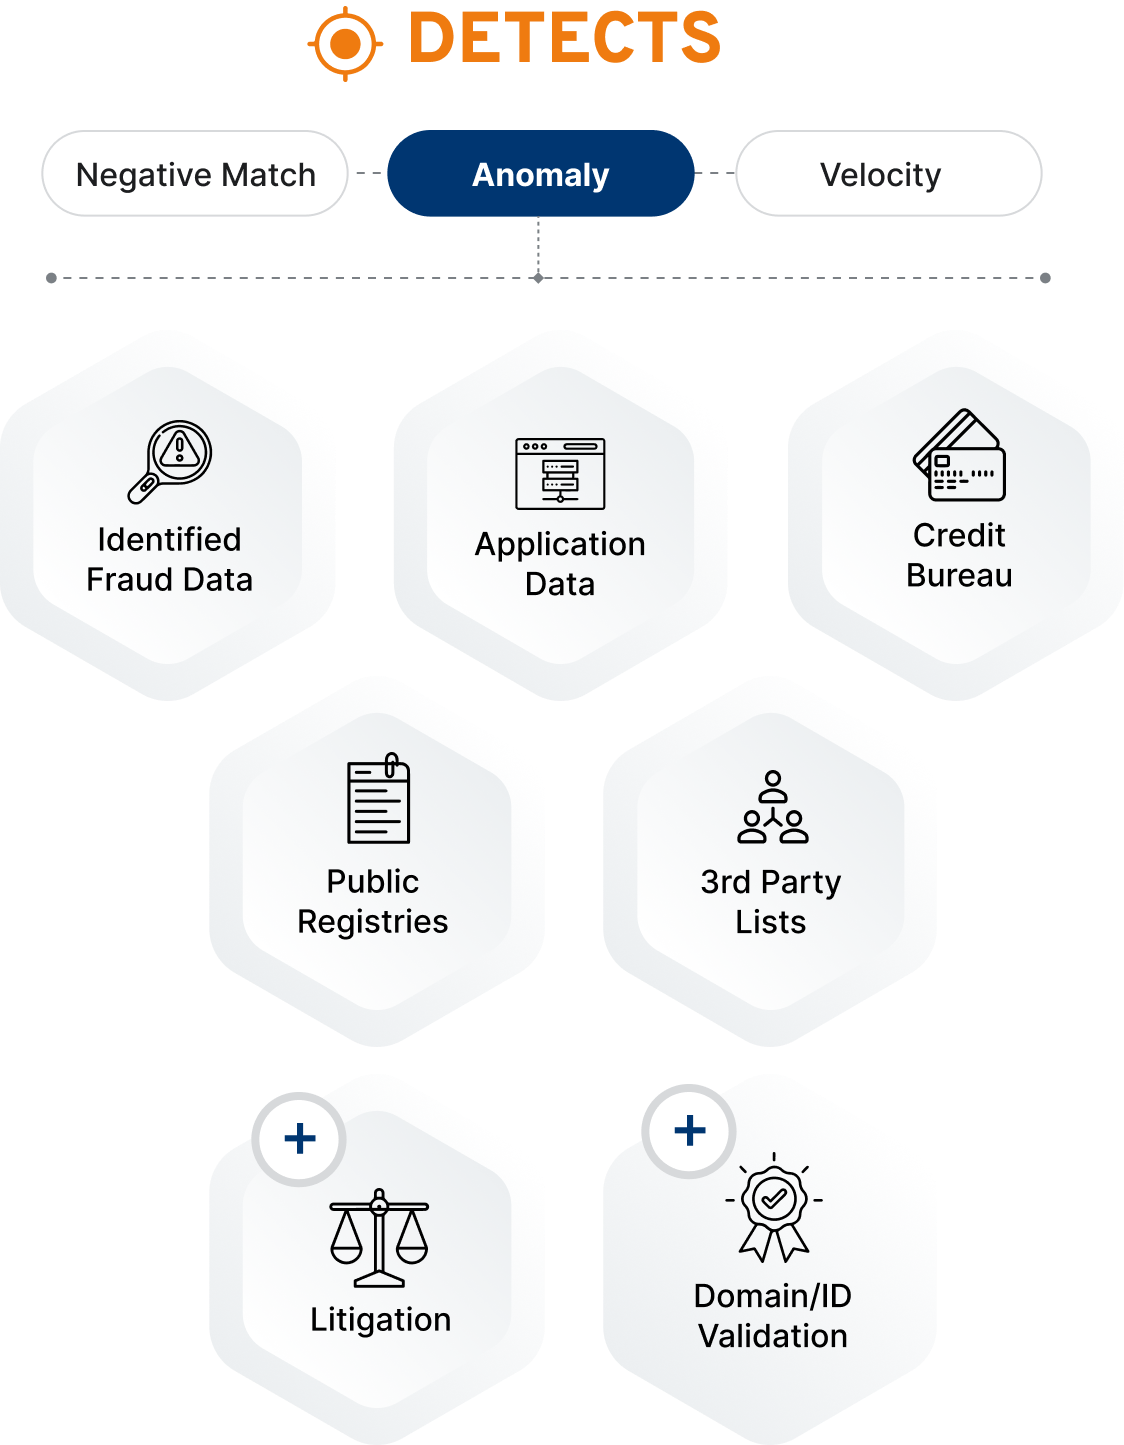 DETECTS
Negative Match
Anomaly
Velocity
Identified
Fraud Data
Application
Data
Credit
Bureau
Public
Registries
3rd Party
Lists
+
Litigation
+
Domain/ID
Validation